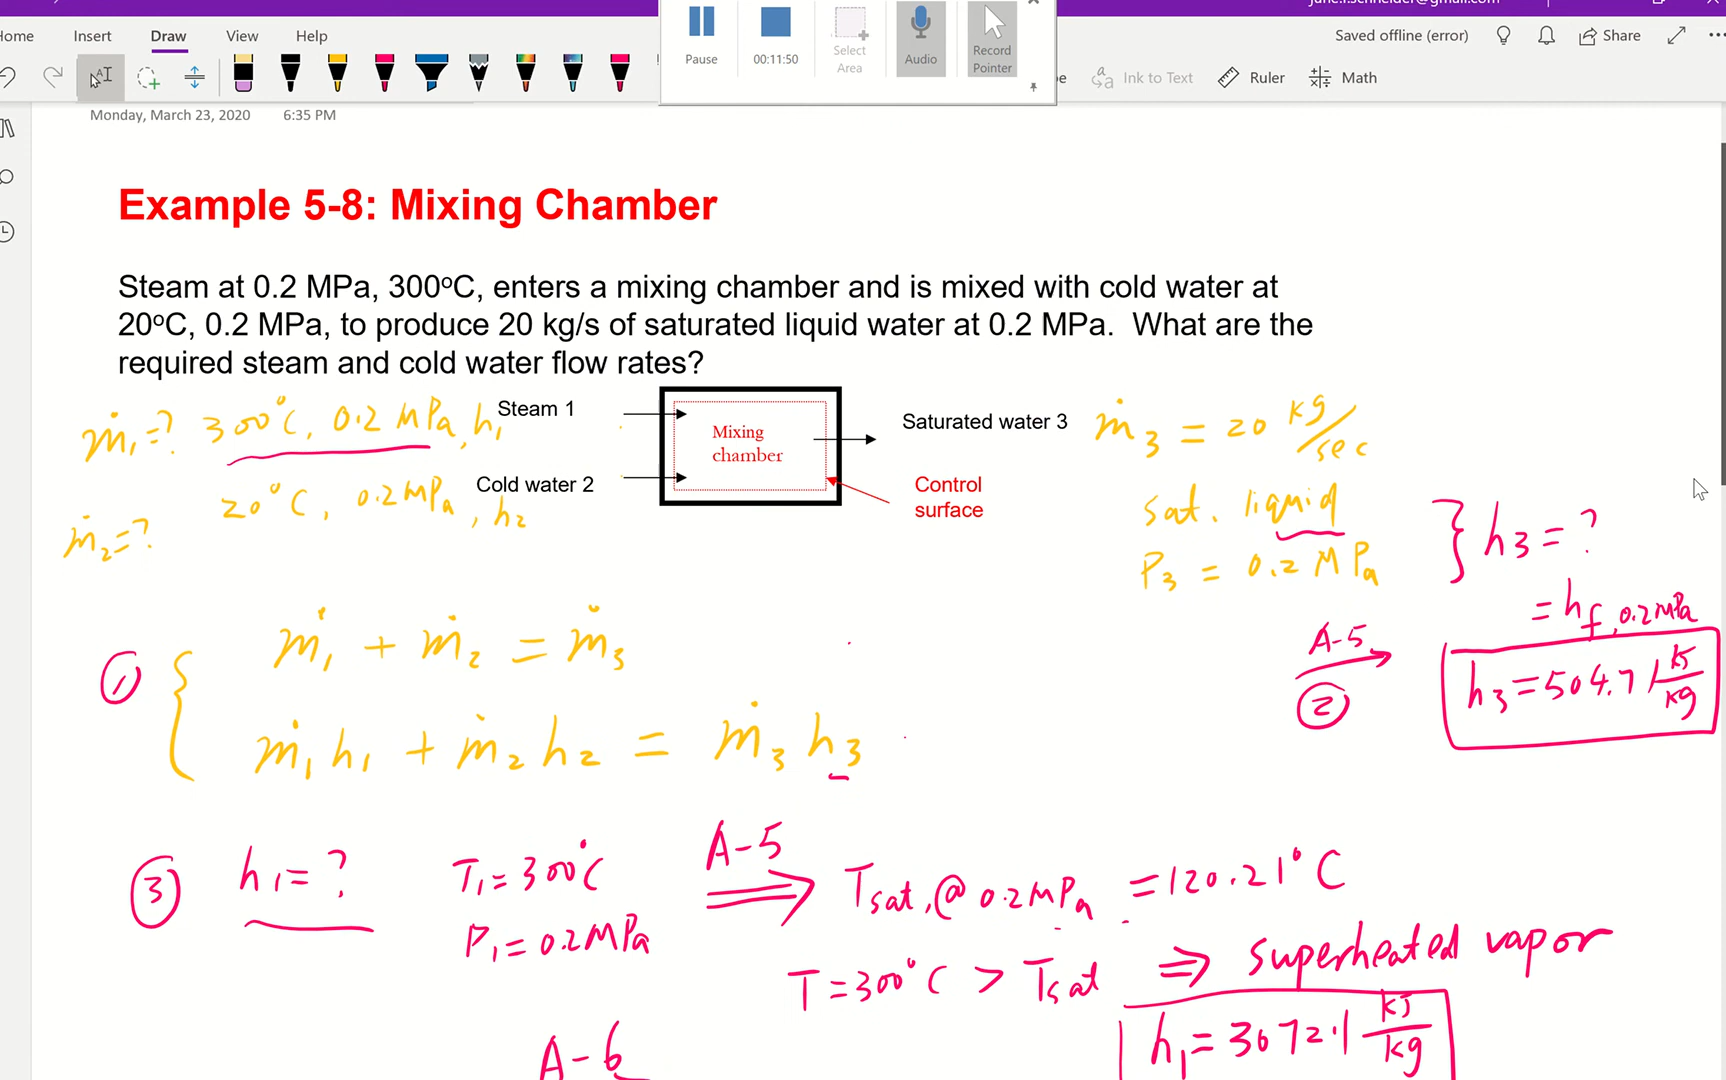 Home Insert Draw View Help
Pause 00:11:50 Select Area Audio Record Pointer
Saved offline (error) Share
Ink to Text Ruler Math
Monday, March 23, 2020 6:35 PM
Example 5-8: Mixing Chamber
Steam at 0.2 MPa, 300°C, enters a mixing chamber and is mixed with cold water at
20°C, 0.2 MPa, to produce 20 kg/s of saturated liquid water at 0.2 MPa. What are the
required steam and cold water flow rates?
ṁ₁=? 300°C, 0.2 MPa, h₁
Steam 1
ṁ₂=? 20°C, 0.2 MPa, h₂
Cold water 2
Mixing
chamber
Saturated water 3
Control
surface
ṁ₃ = 20 kg/sec
sat. liquid
P₃ = 0.2 MPa
} h₃ = ?
= hf, 0.2 MPa
A-5
②
h₃ = 504.71 kJ/kg
① { ṁ₁ + ṁ₂ = ṁ₃
ṁ₁h₁ + ṁ₂h₂ = ṁ₃h₃
③ h₁ = ? T₁ = 300°C
P₁ = 0.2 MPa
A-5
⇒ Tsat,@ 0.2 MPa = 120.21°C
T = 300°C > Tsat ⇒ superheated vapor
A-6
h₁ = 3072.1 kJ/kg